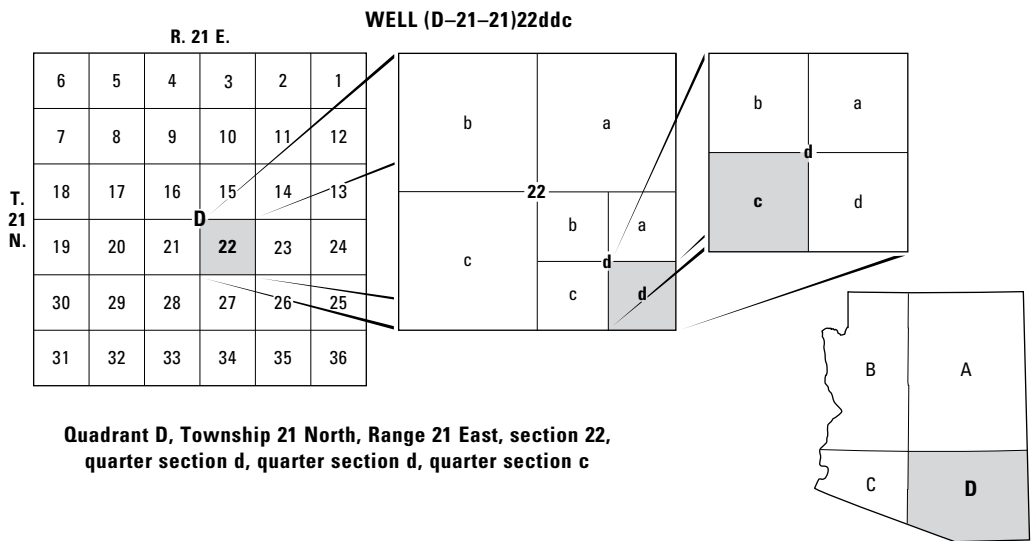 WELL (D–21–21)22ddc
R. 21 E.
6 5 4 3 2 1
7 8 9 10 11 12
18 17 16 15 14 13
T.
21
N.
D
19 20 21 22 23 24
30 29 28 27 26 25
31 32 33 34 35 36
b a
22
b a
c d
c d
b a
d
c d
B A
C D
Quadrant D, Township 21 North, Range 21 East, section 22,
quarter section d, quarter section d, quarter section c